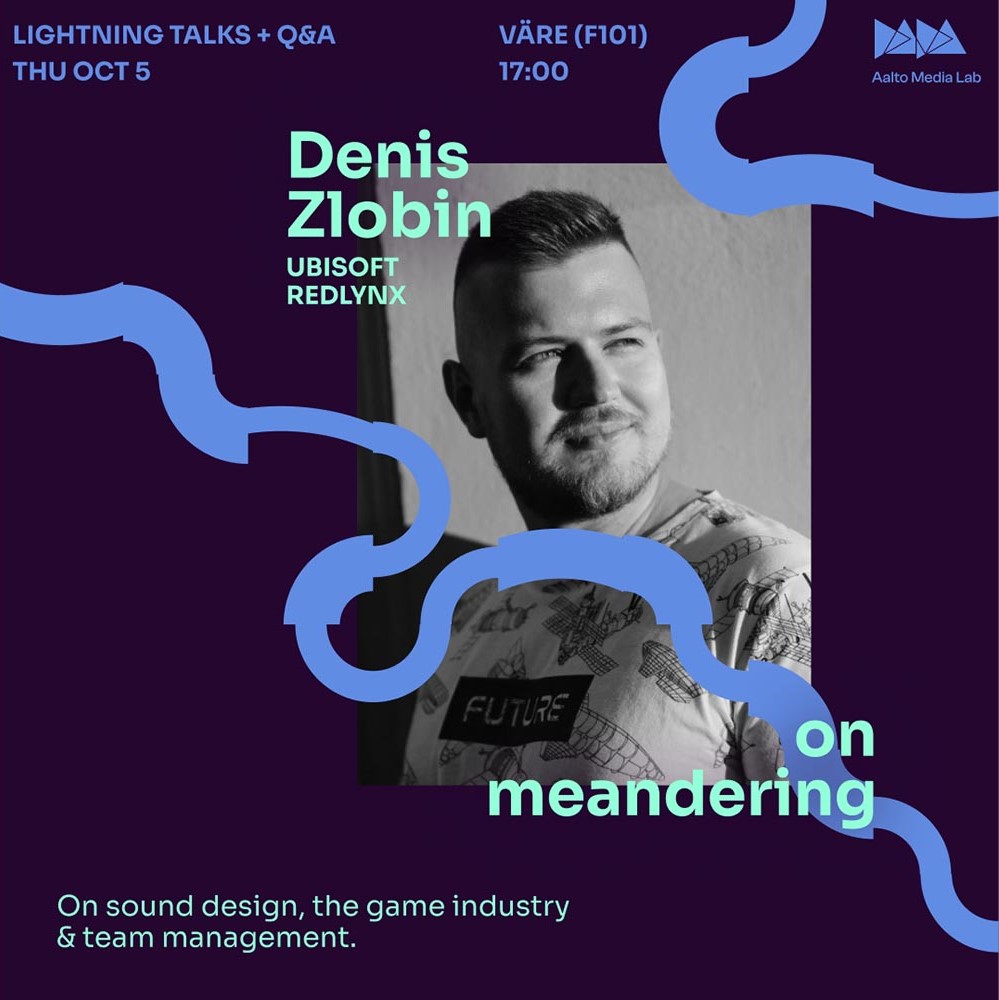 LIGHTNING TALKS + Q&A
THU OCT 5
VÄRE (F101)
17:00
Aalto Media Lab
Denis
Zlobin
UBISOFT
REDLYNX
FUTURE
on
meandering
On sound design, the game industry
& team management.